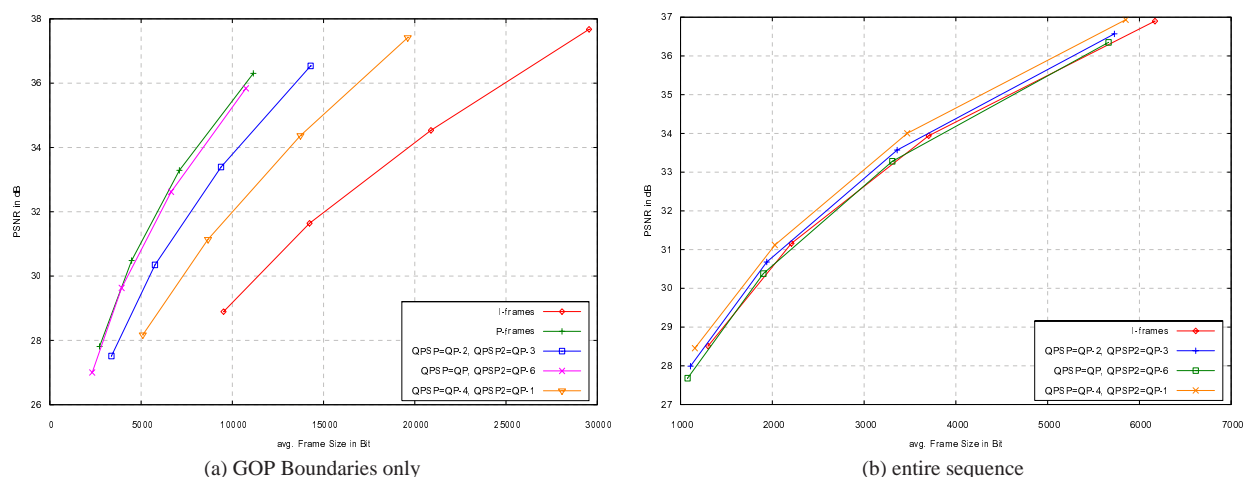 38
36
34
32
30
28
26
PSNR in dB
0 5000 10000 15000 20000 25000 30000
avg. Frame Size in Bit
I-frames
P-frames
QPSP=QP-2, QPSP2=QP-3
QPSP=QP, QPSP2=QP-6
QPSP=QP-4, QPSP2=QP-1
(a) GOP Boundaries only
37
36
35
34
33
32
31
30
29
28
27
PSNR in dB
1000 2000 3000 4000 5000 6000 7000
avg. Frame Size in Bit
I-frames
QPSP=QP-2, QPSP2=QP-3
QPSP=QP, QPSP2=QP-6
QPSP=QP-4, QPSP2=QP-1
(b) entire sequence